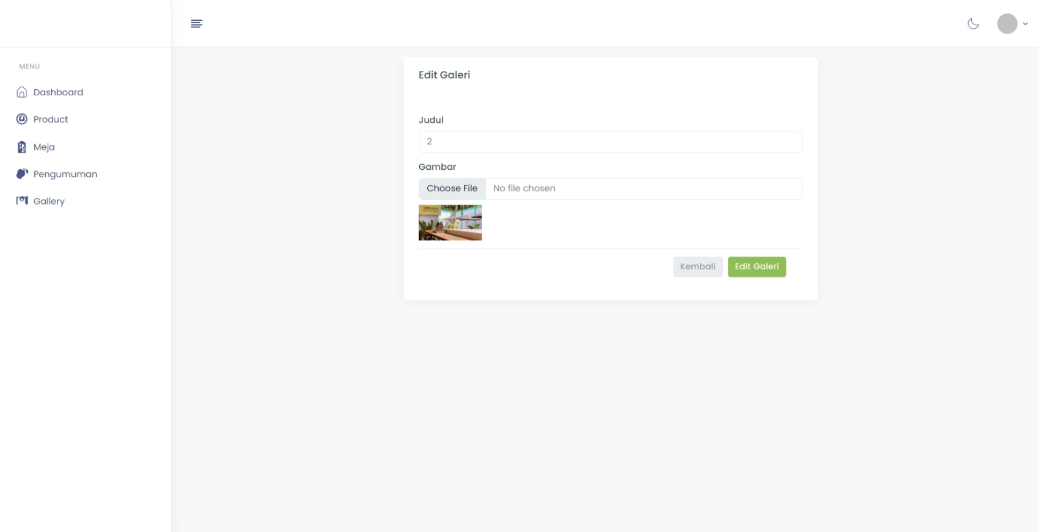 MENU
Dashboard
Product
Meja
Pengumuman
Gallery
Edit Galeri
Judul
2
Gambar
Choose File No file chosen
Kembali Edit Galeri